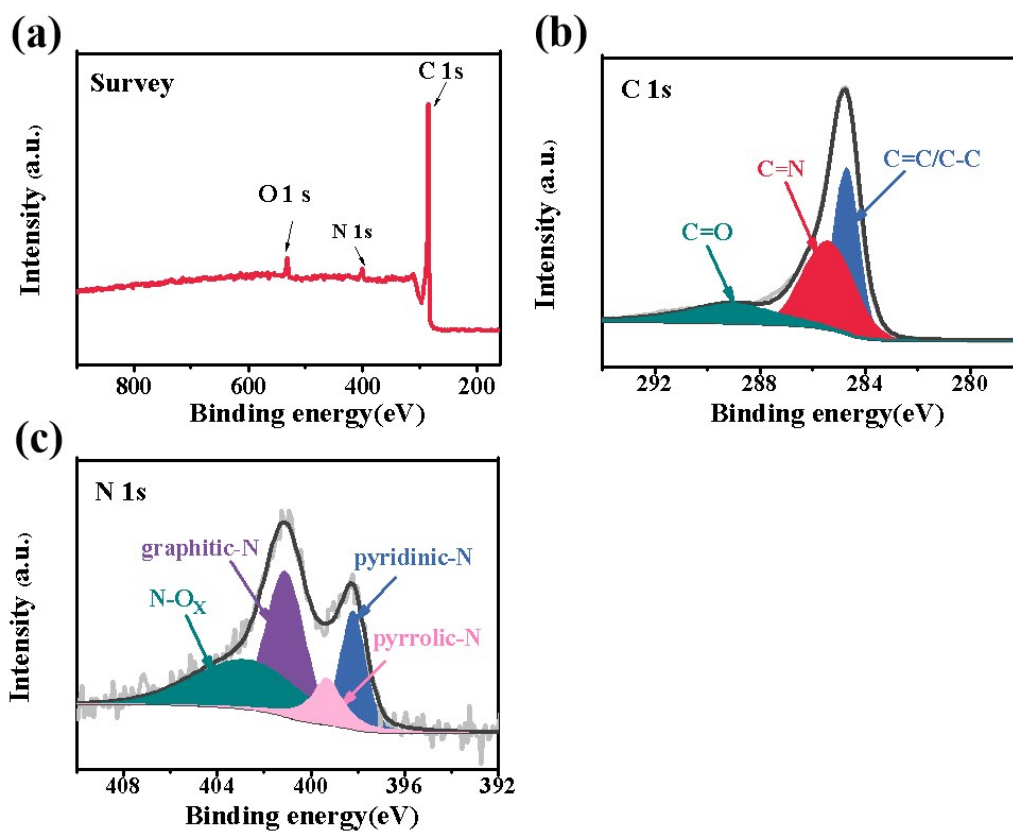 (a)
Survey
C 1s
O 1 s
N 1s
Intensity (a.u.)
800
600
400
200
Binding energy(eV)
(b)
C 1s
C=N
C=C/C-C
C=O
Intensity (a.u.)
292
288
284
280
Binding energy(eV)
(c)
N 1s
graphitic-N
pyridinic-N
N-OX
pyrrolic-N
Intensity (a.u.)
408
404
400
396
392
Binding energy(eV)